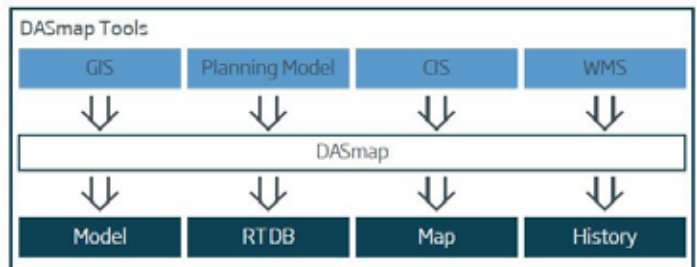 DASmap Tools
GIS Planning Model CIS WMS
DASmap
Model RTDB Map History